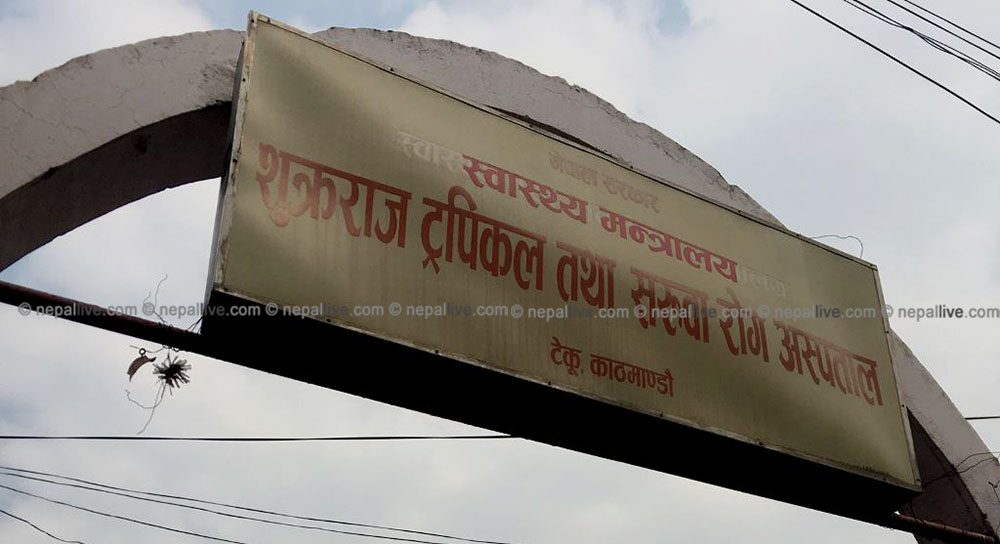 नेपाल सरकार
स्वास्थ्य मन्त्रालय
शुक्रराज ट्रपिकल तथा सरुवा रोग अस्पताल
टेकू, काठमाण्डौ
© nepallive.com © nepallive.com © nepallive.com © nepallive.com © nepallive.com © nepallive.com © nepallive.com © nepallive.com